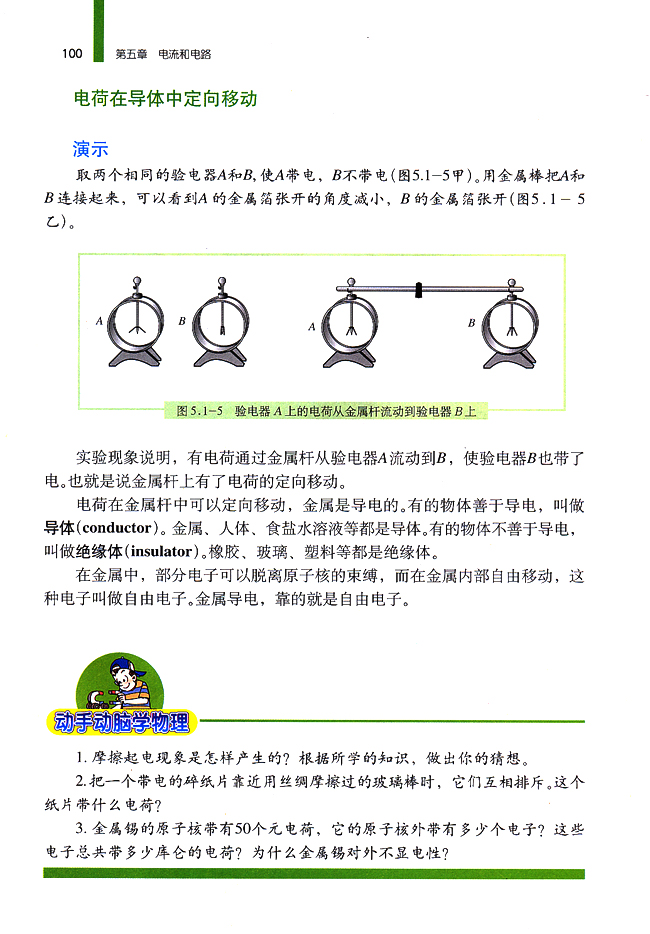 100 第五章 电流和电路
电荷在导体中定向移动
演示
取两个相同的验电器A和B,使A带电，B不带电(图5.1—5甲)。用金属棒把A和
B连接起来，可以看到A的金属箔张开的角度减小，B的金属箔张开(图5.1-5
乙)。
A B A B
图5.1-5 验电器A上的电荷从金属杆流动到验电器B上
实验现象说明，有电荷通过金属杆从验电器A流动到B，使验电器B也带了
电。也就是说金属杆上有了电荷的定向移动。
电荷在金属杆中可以定向移动，金属是导电的。有的物体善于导电，叫做
导体(conductor)。金属、人体、食盐水溶液等都是导体。有的物体不善于导电，
叫做绝缘体(insulator)。橡胶、玻璃、塑料等都是绝缘体。
在金属中，部分电子可以脱离原子核的束缚，而在金属内部自由移动，这
种电子叫做自由电子。金属导电，靠的就是自由电子。
动手动脑学物理
1. 摩擦起电现象是怎样产生的？根据所学的知识，做出你的猜想。
2.把一个带电的碎纸片靠近用丝绸摩擦过的玻璃棒时，它们互相排斥。这个
纸片带什么电荷？
3. 金属锡的原子核带有50个元电荷，它的原子核外带有多少个电子？这些
电子总共带多少库仑的电荷？为什么金属锡对外不显电性？